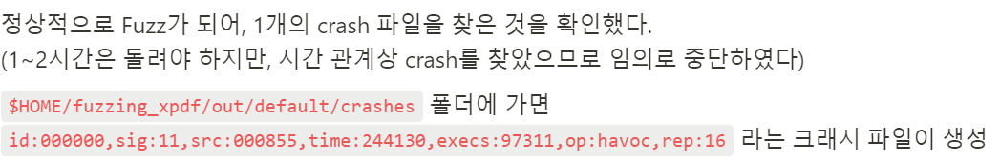 정상적으로 Fuzz가 되어, 1개의 crash 파일을 찾은 것을 확인했다.
(1~2시간은 돌려야 하지만, 시간 관계상 crash를 찾았으므로 임의로 중단하였다)
$HOME/fuzzing_xpdf/out/default/crashes 폴더에 가면
id:000000,sig:11,src:000855,time:244130,execs:97311,op:havoc,rep:16 라는 크래시 파일이 생성